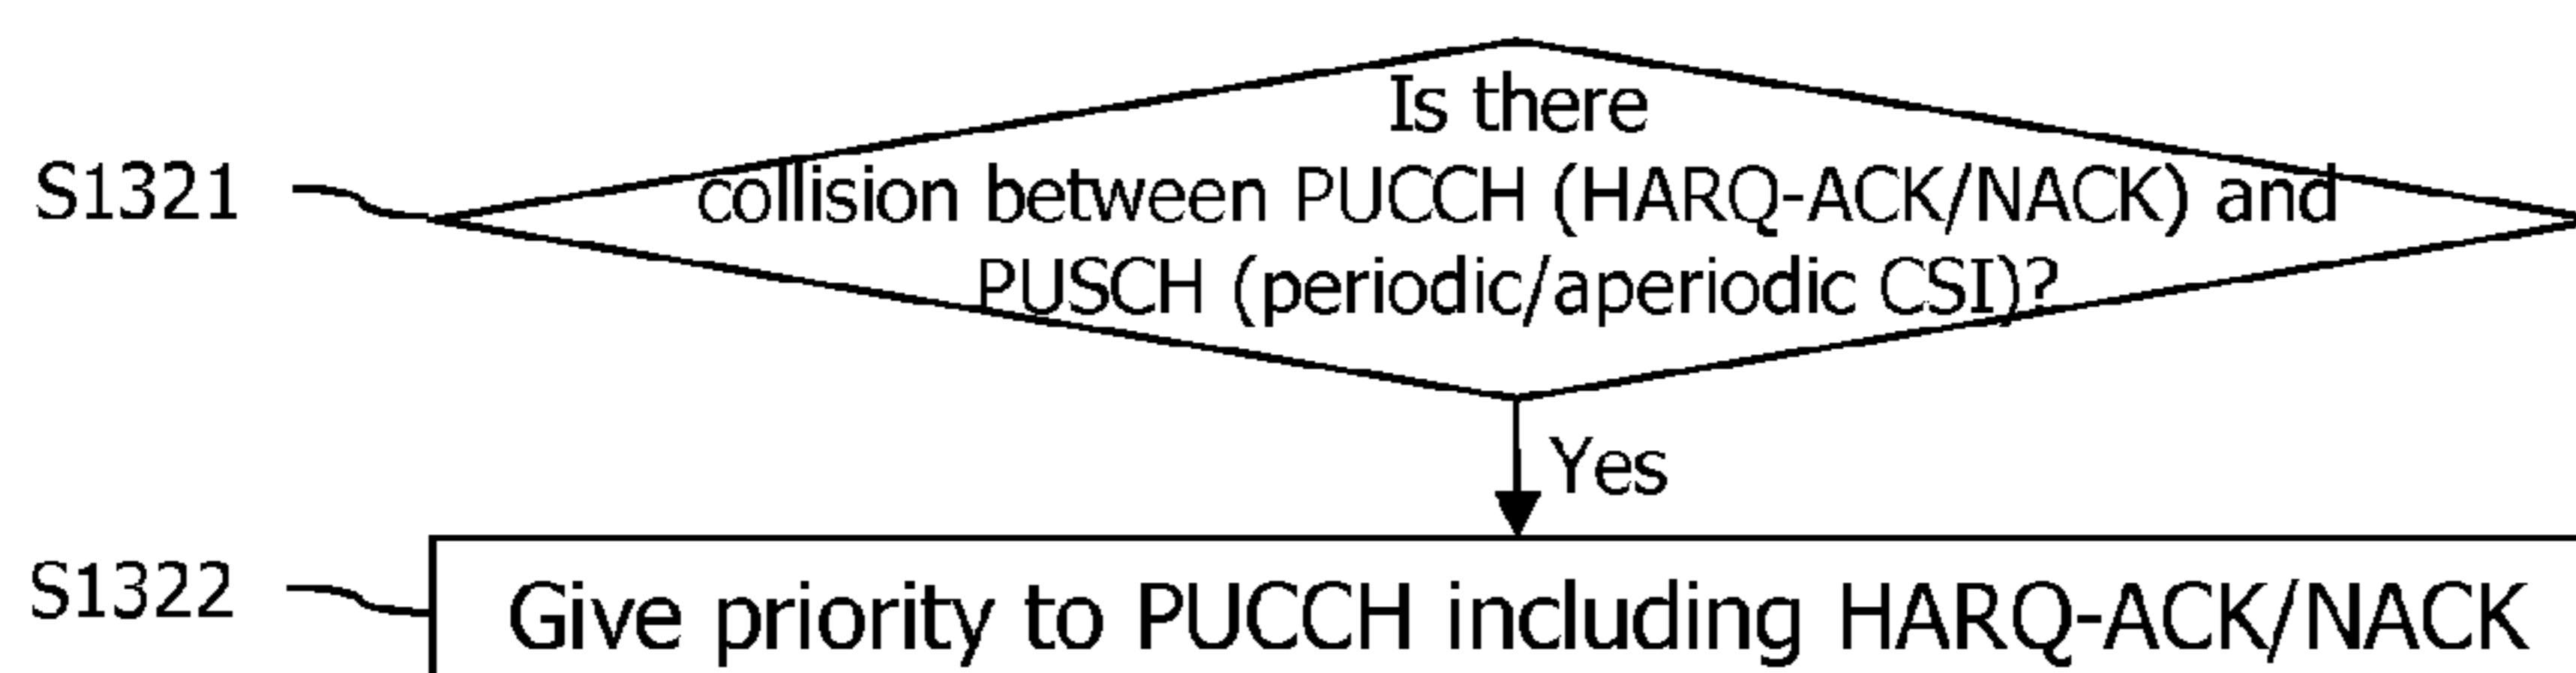 Is there
S1321
collision between PUCCH (HARQ-ACK/NACK) and
PUSCH (periodic/aperiodic CSI)?
Yes
S1322
Give priority to PUCCH including HARQ-ACK/NACK